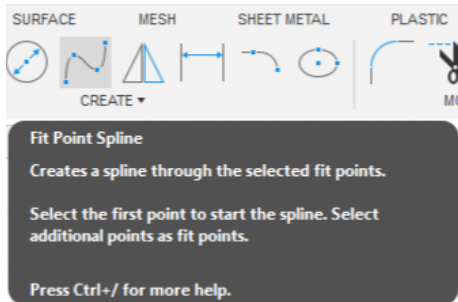 SURFACE MESH SHEET METAL PLASTIC
CREATE ▾
Fit Point Spline
Creates a spline through the selected fit points.
Select the first point to start the spline. Select
additional points as fit points.
Press Ctrl+/ for more help.